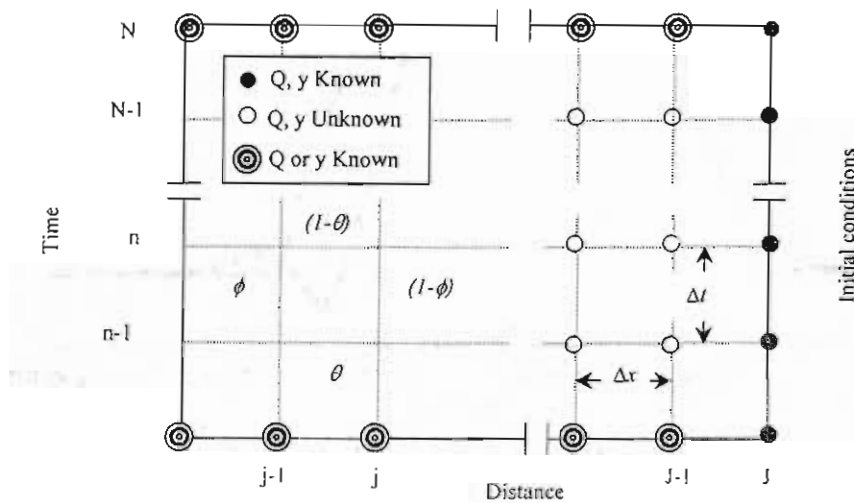 N
Q, y Known
N-1
Q, y Unknown
Q or y Known
Time
Initial conditions
n
(1-θ)
ϕ
(1-ϕ)
Δt
n-1
θ
Δx
j-1
j
J-1
J
Distance